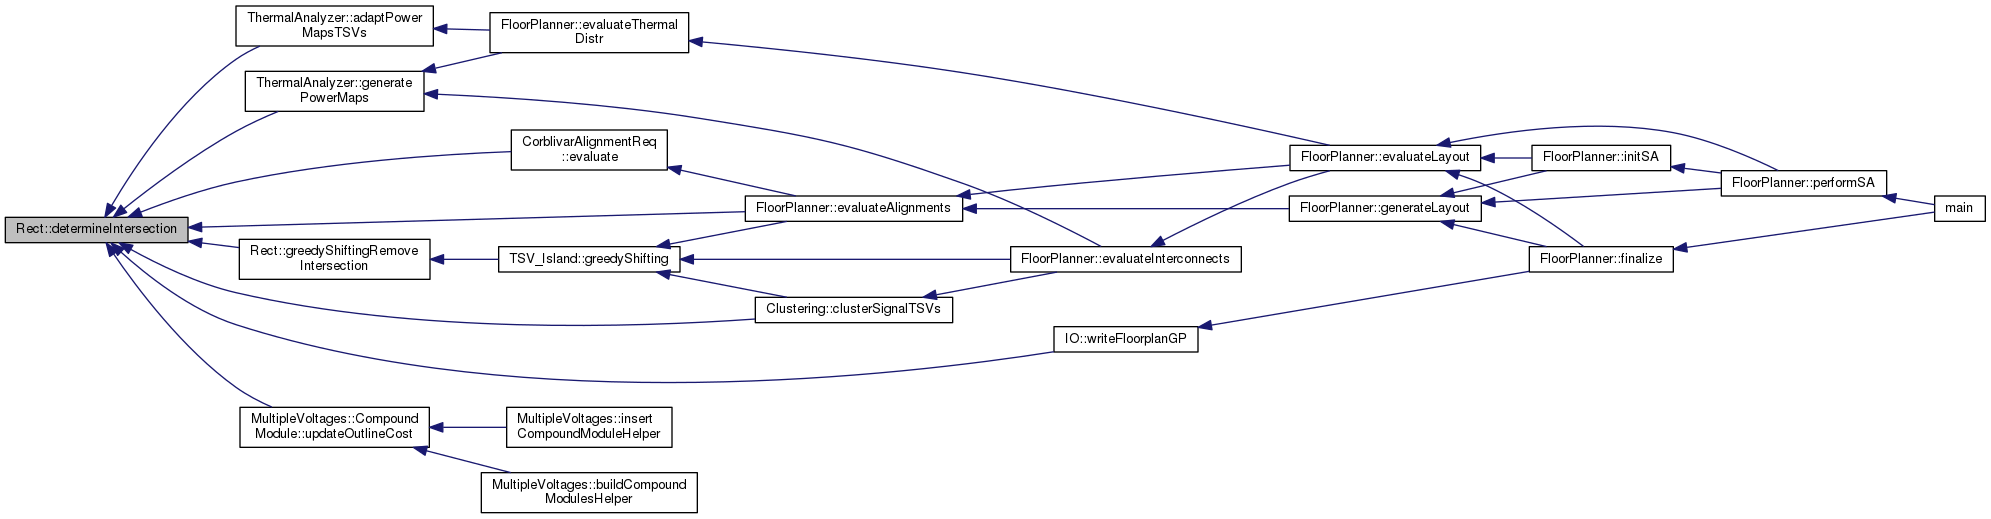 ThermalAnalyzer::adaptPower
MapsTSVs
FloorPlanner::evaluateThermal
Distr
ThermalAnalyzer::generate
PowerMaps
CorblivarAlignmentReq
::evaluate
FloorPlanner::evaluateLayout
FloorPlanner::initSA
FloorPlanner::performSA
FloorPlanner::evaluateAlignments
FloorPlanner::generateLayout
main
Rect::determineIntersection
Rect::greedyShiftingRemove
Intersection
TSV_Island::greedyShifting
FloorPlanner::evaluateInterconnects
FloorPlanner::finalize
Clustering::clusterSignalTSVs
IO::writeFloorplanGP
MultipleVoltages::Compound
Module::updateOutlineCost
MultipleVoltages::insert
CompoundModuleHelper
MultipleVoltages::buildCompound
ModulesHelper